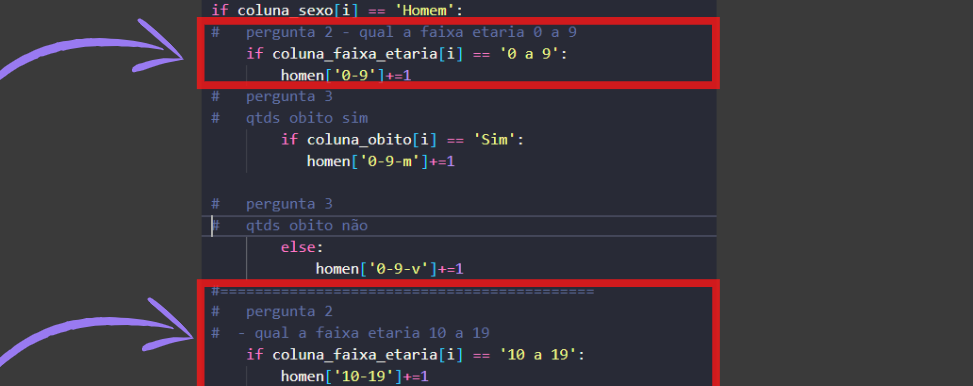 if coluna_sexo[i] == 'Homem':
#   pergunta 2 - qual a faixa etaria 0 a 9
    if coluna_faixa_etaria[i] == '0 a 9':
        homen['0-9']+=1
#   pergunta 3
#   qtds obito sim
        if coluna_obito[i] == 'Sim':
           homen['0-9-m']+=1
#   pergunta 3
#   qtds obito não
        else:
            homen['0-9-v']+=1
#===========================================
#   pergunta 2
#  - qual a faixa etaria 10 a 19
    if coluna_faixa_etaria[i] == '10 a 19':
        homen['10-19']+=1